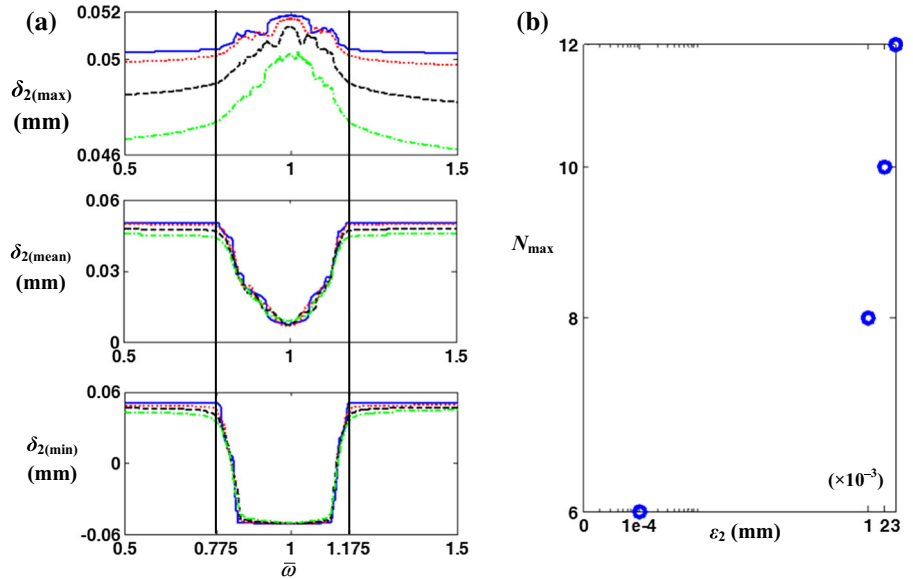 (a)
0.052
0.05
0.046
δ2(max)
(mm)
0.5
1
1.5
0.06
0.03
0
δ2(mean)
(mm)
0.5
1
1.5
0.06
0
-0.06
δ2(min)
(mm)
0.5
0.775
1
1.175
1.5
ω̅
(b)
12
10
8
6
Nmax
(×10⁻³)
0
1e-4
1 23
ε2 (mm)